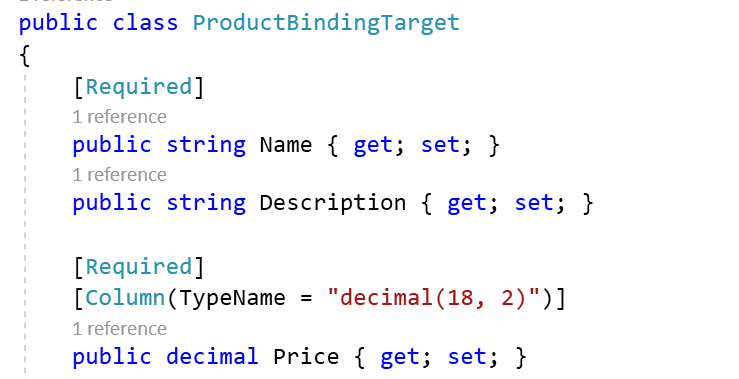 public class ProductBindingTarget
{
[Required]
1 reference
public string Name { get; set; }
1 reference
public string Description { get; set; }
[Required]
[Column(TypeName = "decimal(18, 2)")]
1 reference
public decimal Price { get; set; }